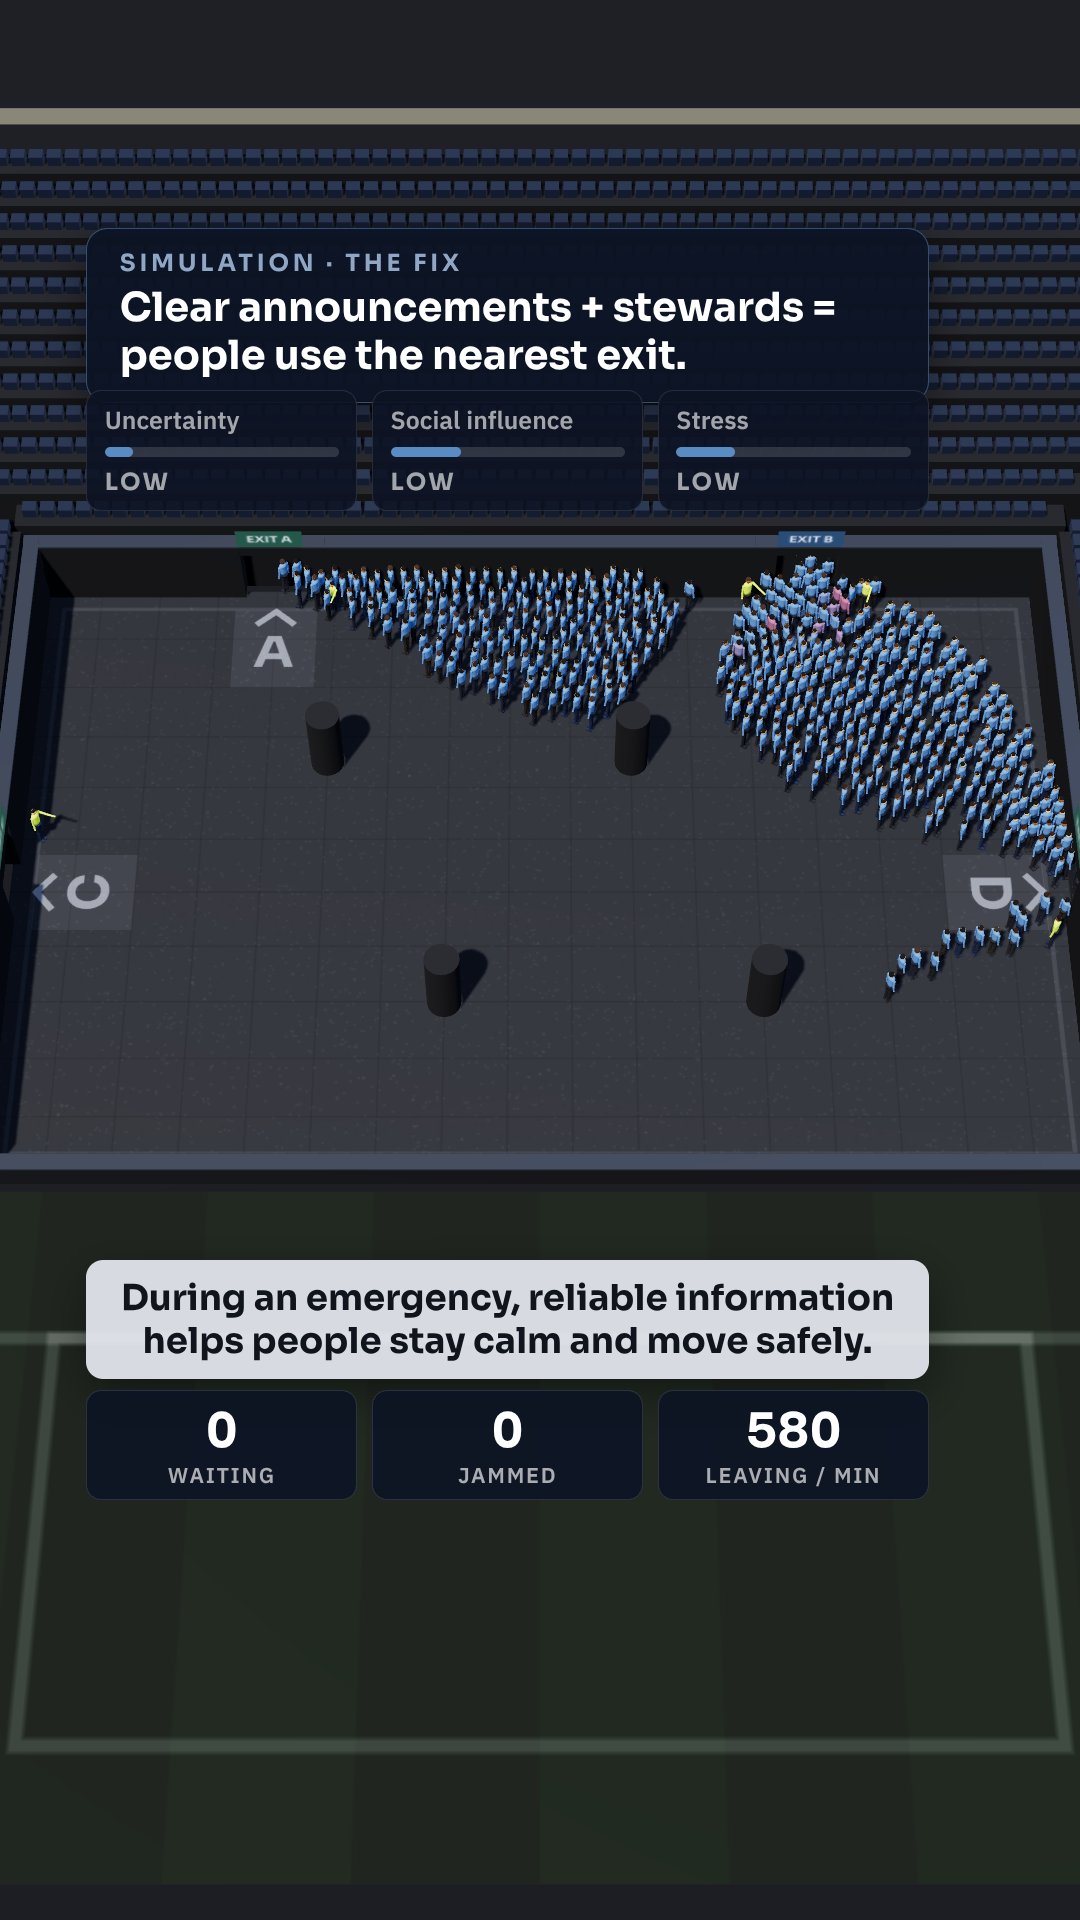 SIMULATION · THE FIX
Clear announcements + stewards =
people use the nearest exit.
Uncertainty
LOW
Social influence
LOW
Stress
LOW
EXIT A
EXIT B
A
C
D
During an emergency, reliable information
helps people stay calm and move safely.
0
WAITING
0
JAMMED
580
LEAVING / MIN